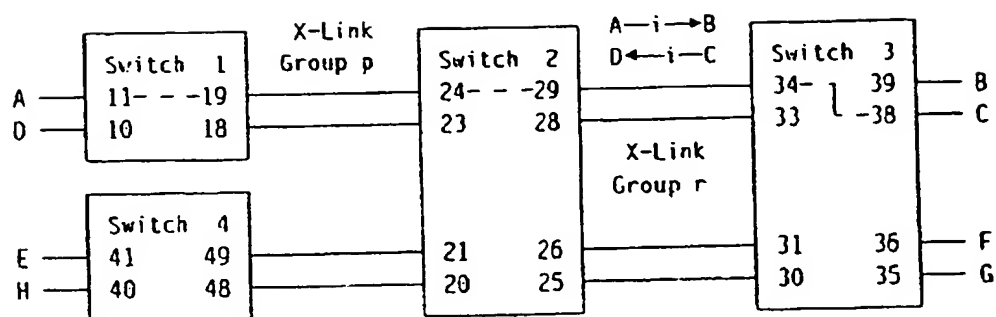 X-Link
Group p
A—i→B
D←i—C
Switch 1
11- - -19
10 18
A
D
Switch 2
24- - -29
23 28
21 26
20 25
Switch 3
34- 39
33 -38
31 36
30 35
B
C
X-Link
Group r
Switch 4
41 49
40 48
E
H
F
G